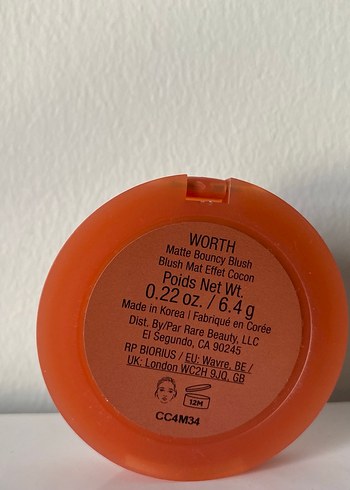 WORTH
Matte Bouncy Blush
Blush Mat Effet Cocon
Poids Net Wt.
0.22 oz. / 6.4 g
Made in Korea | Fabriqué en Corée
Dist. By/Par Rare Beauty, LLC
El Segundo, CA 90245
RP BIORIUS / EU: Wavre, BE /
UK: London WC2H 9JQ, GB
12M
CC4M34